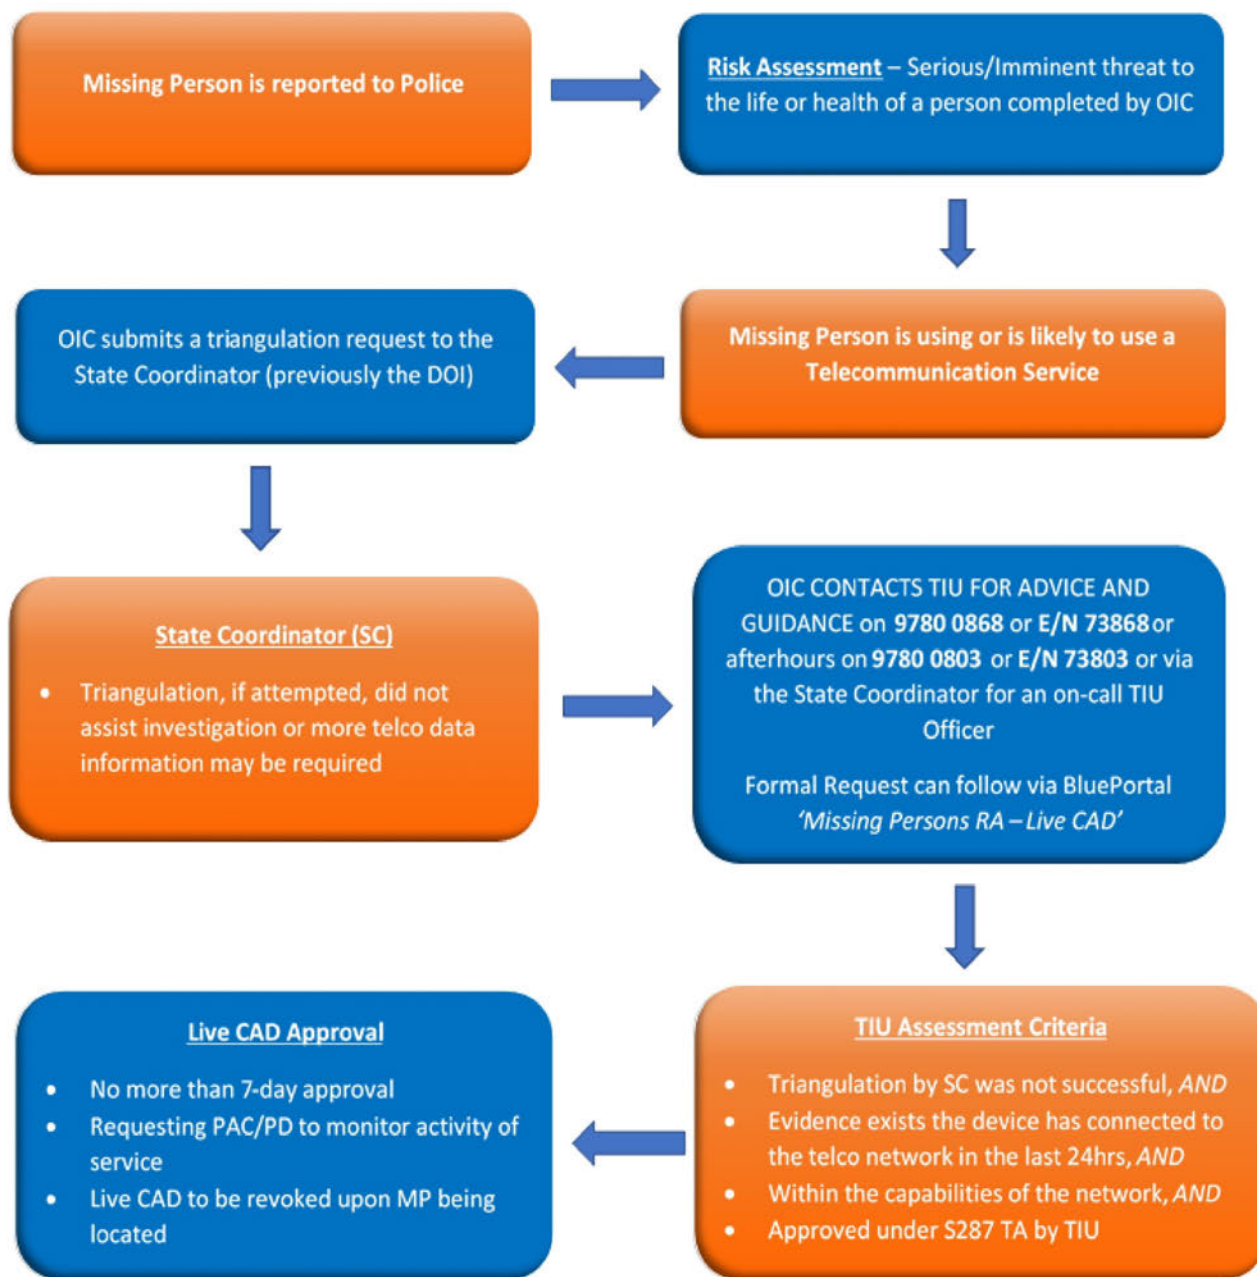 Missing Person is reported to Police
Risk Assessment – Serious/Imminent threat to
the life or health of a person completed by OIC
Missing Person is using or is likely to use a
Telecommunication Service
OIC submits a triangulation request to the
State Coordinator (previously the DOI)
State Coordinator (SC)
• Triangulation, if attempted, did not
assist investigation or more telco data
information may be required
OIC CONTACTS TIU FOR ADVICE AND
GUIDANCE on 9780 0868 or E/N 73868 or
afterhours on 9780 0803 or E/N 73803 or via
the State Coordinator for an on-call TIU
Officer
Formal Request can follow via BluePortal
‘Missing Persons RA – Live CAD’
TIU Assessment Criteria
• Triangulation by SC was not successful, AND
• Evidence exists the device has connected to
the telco network in the last 24hrs, AND
• Within the capabilities of the network, AND
• Approved under S287 TA by TIU
Live CAD Approval
• No more than 7-day approval
• Requesting PAC/PD to monitor activity of
service
• Live CAD to be revoked upon MP being
located